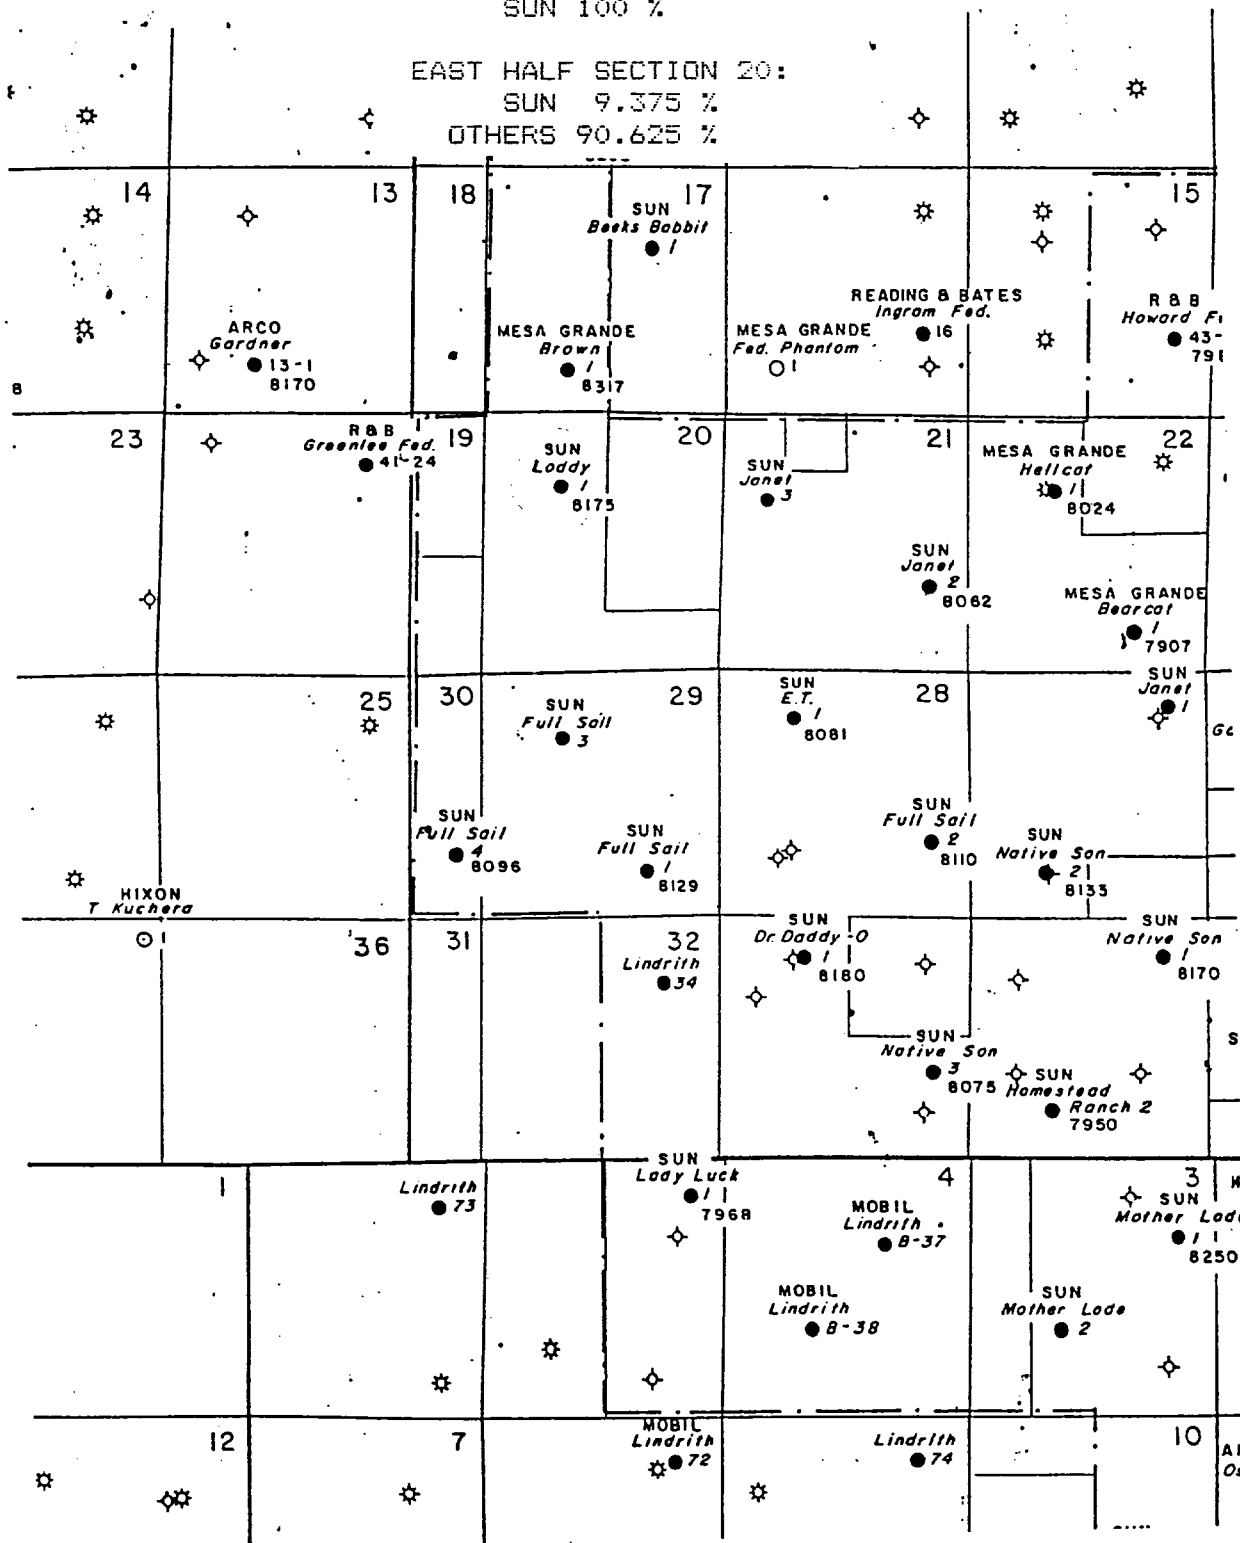 SUN 100 %
EAST HALF SECTION 20:
SUN 9.375 %
OTHERS 90.625 %
14
13
18
17
15
SUN
Beeks Babbit
1
READING & BATES
Ingram Fed.
16
R & B
Howard
43-
ARCO
Gardner
13-1
8170
MESA GRANDE
Brown
1
8317
MESA GRANDE
Fed. Phantom
1
8
23
R & B
Greenlee Fed.
41-24
19
20
21
22
SUN
Loddy
1
8175
SUN
Janet
3
MESA GRANDE
Hellcat
1
8024
SUN
Janet
2
8062
MESA GRANDE
Bearcat
1
7907
25
30
29
28
SUN
Full Sail
3
SUN
E.T.
1
8081
SUN
Janet
1
SUN
Full Sail
4
8096
SUN
Full Sail
1
8129
SUN
Full Sail
2
8110
SUN
Native Son
2
8133
HIXON
T Kuchera
1
36
31
32
Lindrith
34
SUN
Dr. Daddy-O
1
8180
SUN
Native Son
1
8170
S
SUN
Native Son
3
8075
SUN
Homestead
Ranch 2
7950
1
Lindrith
73
SUN
Lady Luck
1
7968
4
3
MOBIL
Lindrith
B-37
SUN
Mother Lode
1
8250
MOBIL
Lindrith
B-38
SUN
Mother Lode
2
12
7
MOBIL
Lindrith
72
Lindrith
74
10